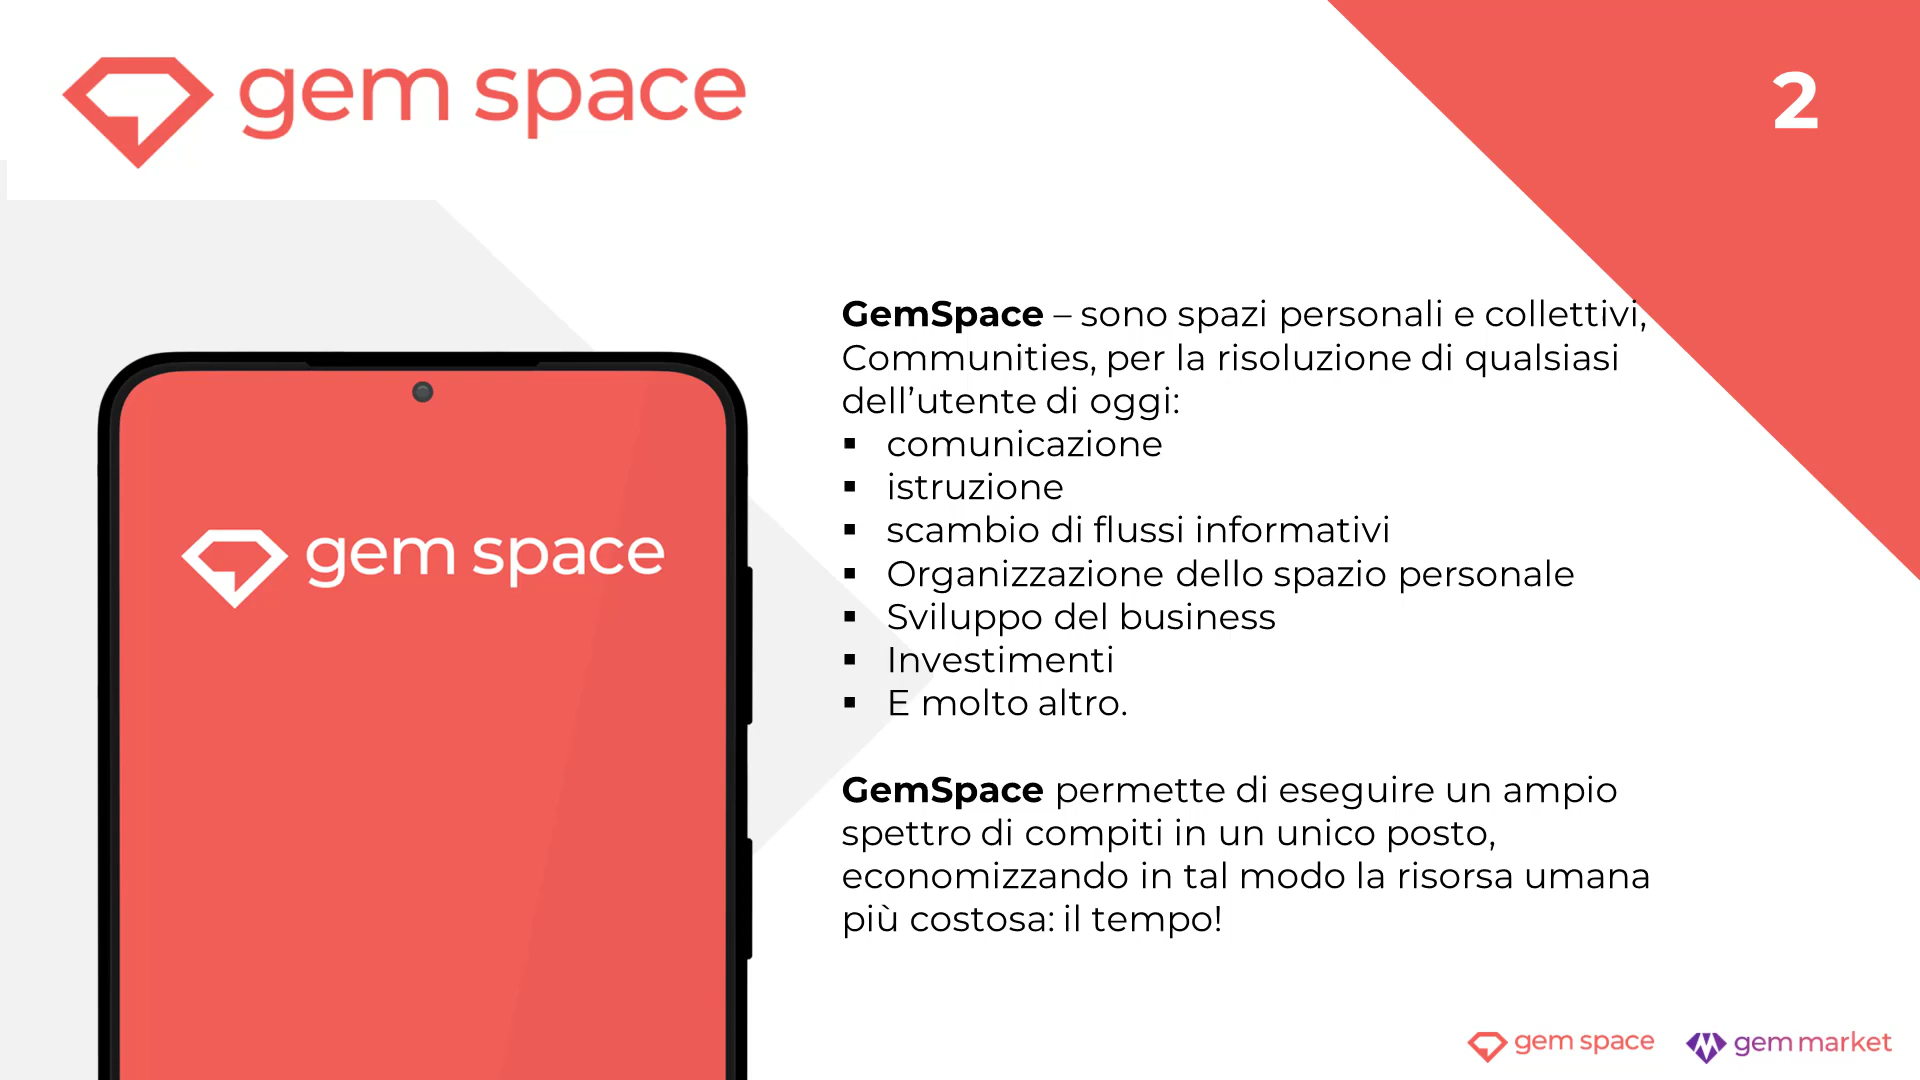 gem space
2
GemSpace – sono spazi personali e collettivi,
Communities, per la risoluzione di qualsiasi
dell’utente di oggi:
▪ comunicazione
▪ istruzione
▪ scambio di flussi informativi
▪ Organizzazione dello spazio personale
▪ Sviluppo del business
▪ Investimenti
▪ E molto altro.
GemSpace permette di eseguire un ampio
spettro di compiti in un unico posto,
economizzando in tal modo la risorsa umana
più costosa: il tempo!
gem space
gem space
gem market